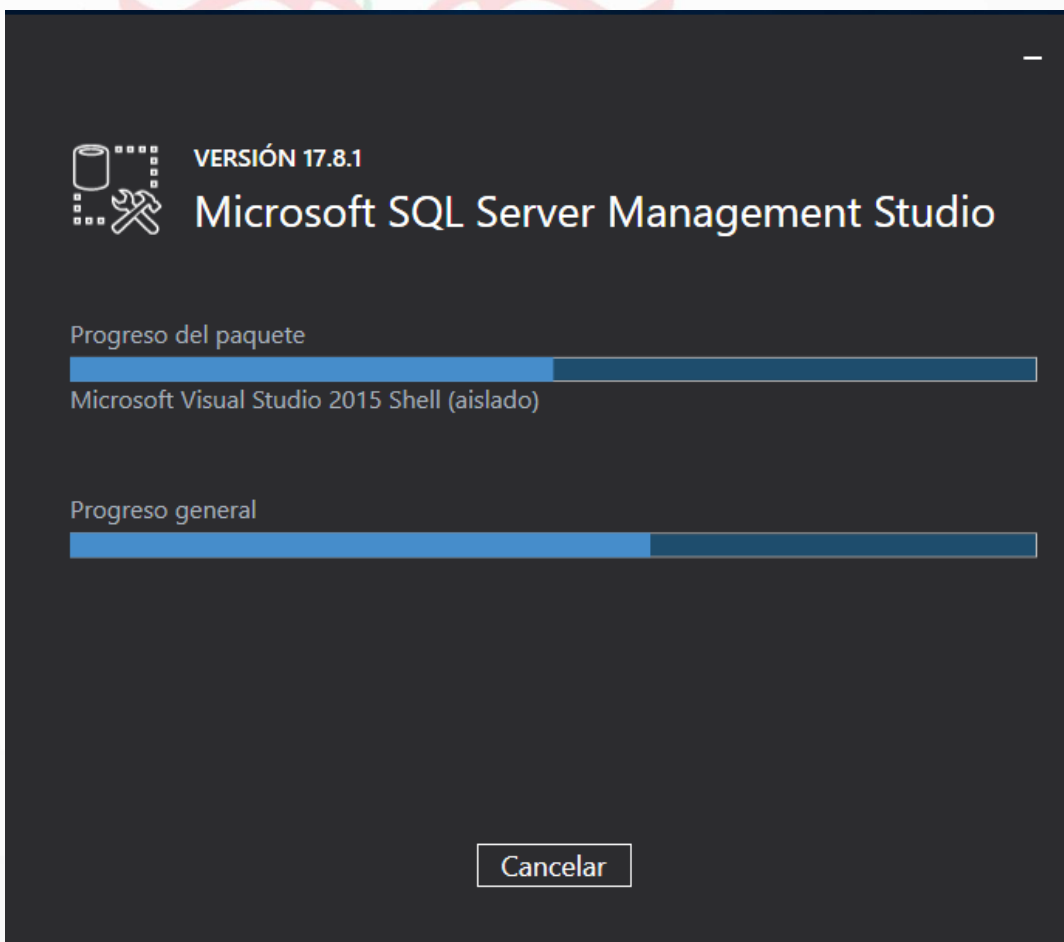 VERSIÓN 17.8.1
Microsoft SQL Server Management Studio
Progreso del paquete
Microsoft Visual Studio 2015 Shell (aislado)
Progreso general
Cancelar